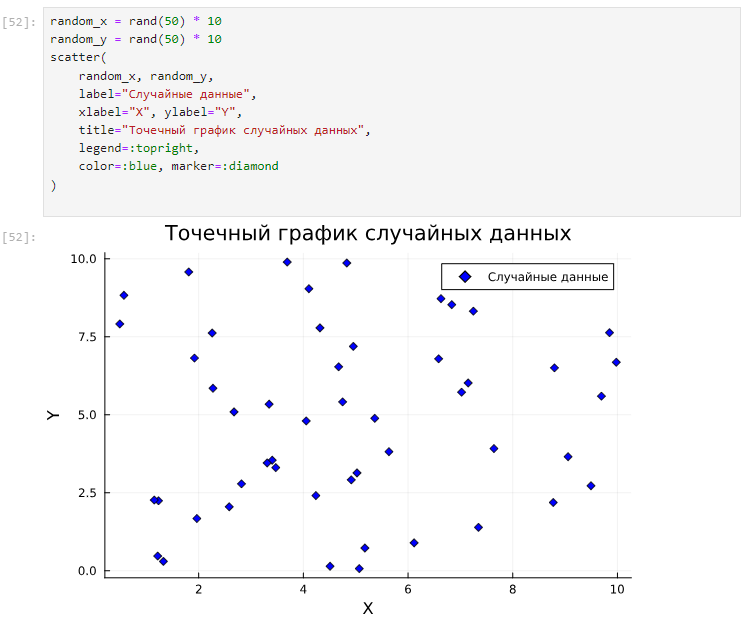 [52]:
random_x = rand(50) * 10
random_y = rand(50) * 10
scatter(
    random_x, random_y,
    label="Случайные данные",
    xlabel="X", ylabel="Y",
    title="Точечный график случайных данных",
    legend=:topright,
    color=:blue, marker=:diamond
)
[52]:
Точечный график случайных данных
Случайные данные
10.0
7.5
5.0
2.5
0.0
Y
2 4 6 8 10
X